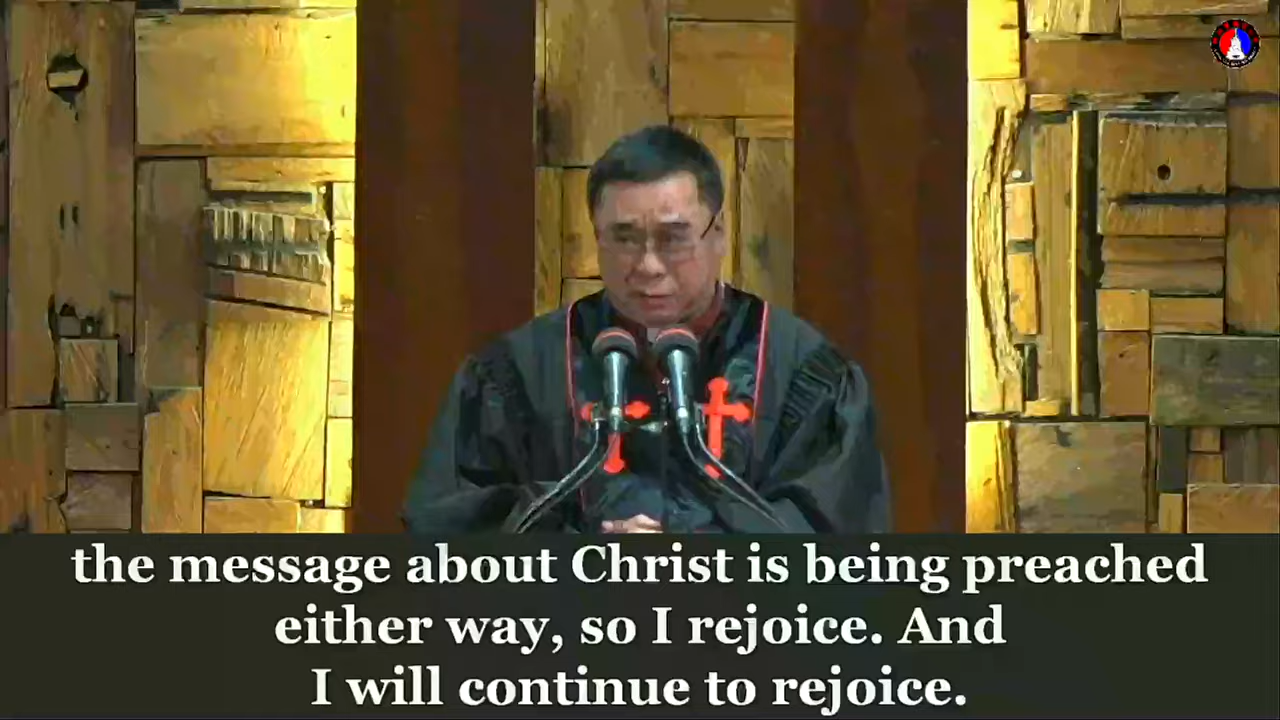 the message about Christ is being preached
either way, so I rejoice. And
I will continue to rejoice.